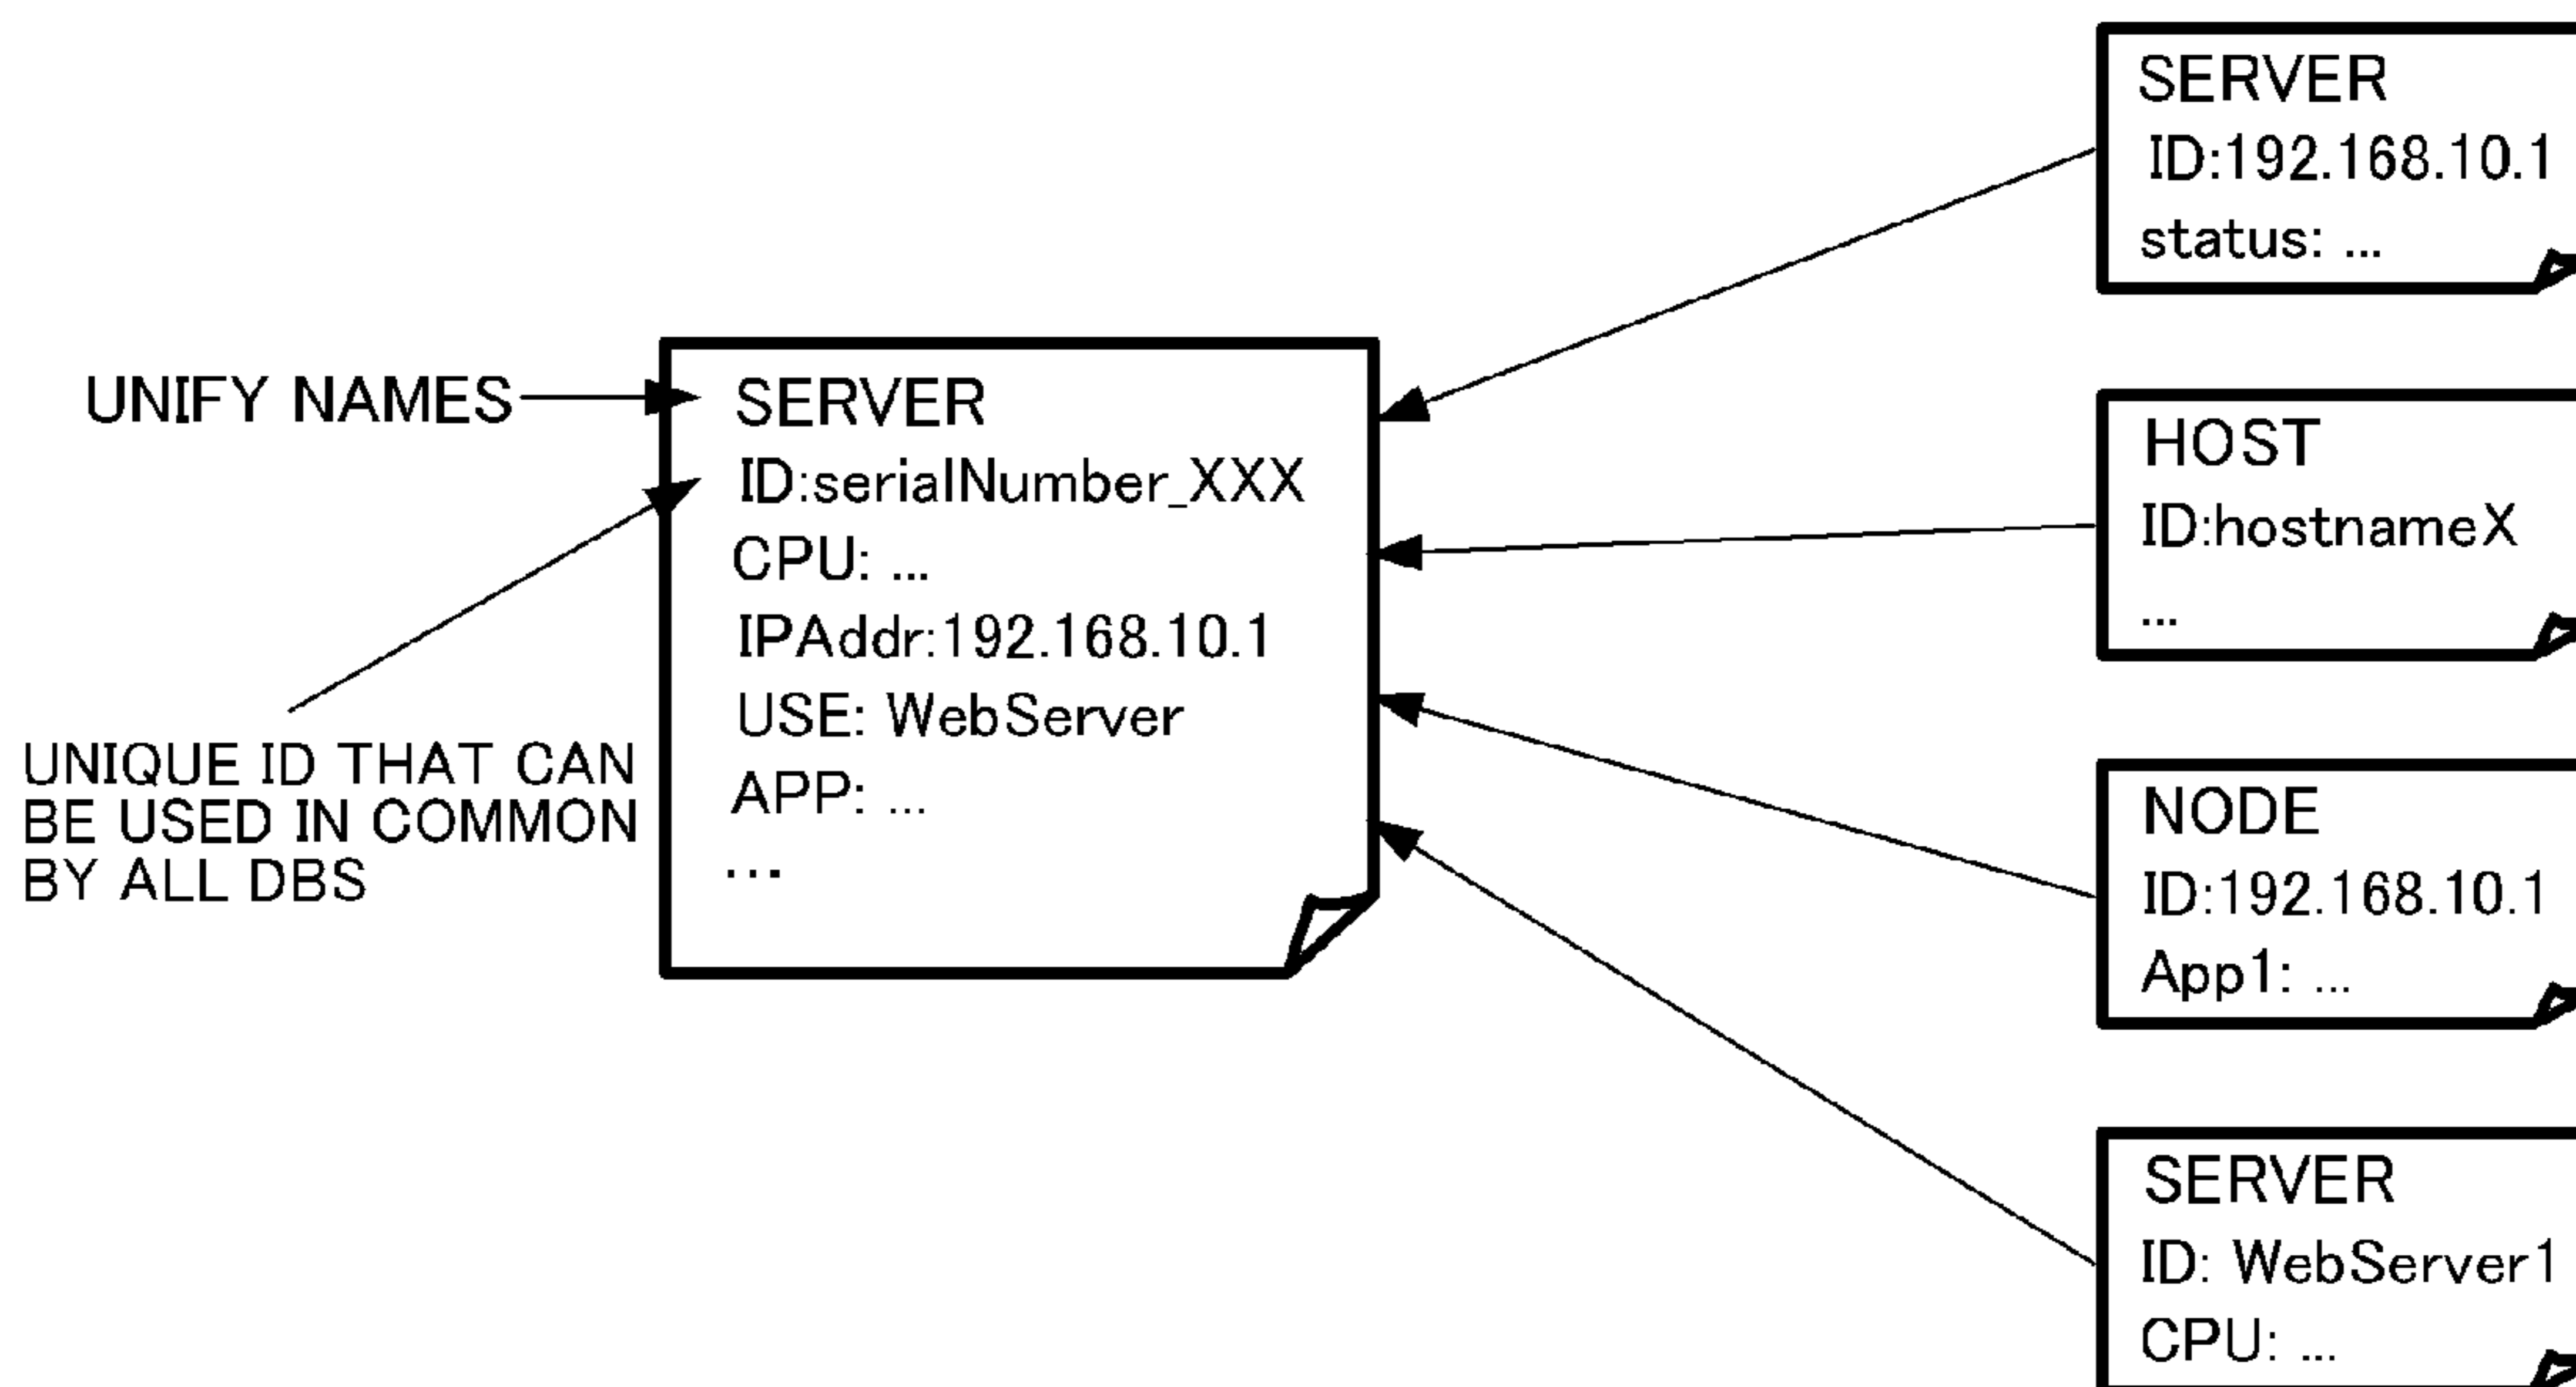 UNIFY NAMES
UNIQUE ID THAT CAN
BE USED IN COMMON
BY ALL DBS
SERVER
ID:serialNumber_XXX
CPU: ...
IPAddr:192.168.10.1
USE: WebServer
APP: ...
...
SERVER
ID:192.168.10.1
status: ...
HOST
ID:hostnameX
...
NODE
ID:192.168.10.1
App1: ...
SERVER
ID: WebServer1
CPU: ...